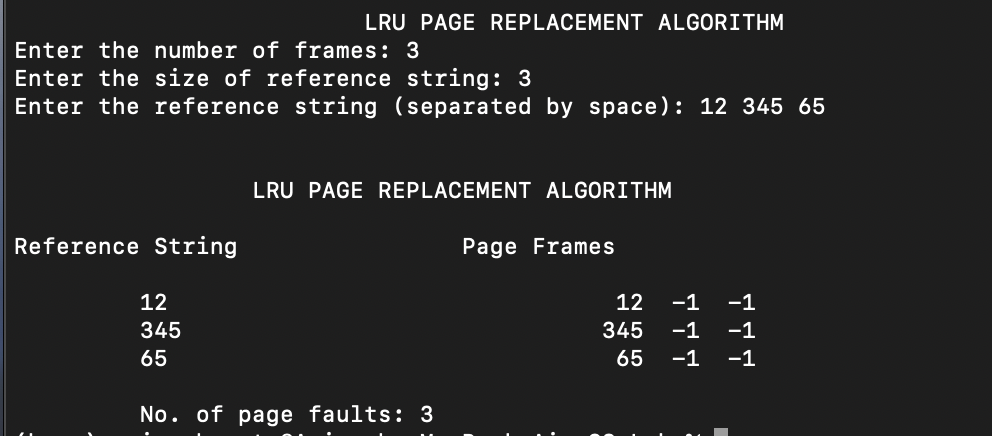 LRU PAGE REPLACEMENT ALGORITHM
Enter the number of frames: 3
Enter the size of reference string: 3
Enter the reference string (separated by space): 12 345 65
LRU PAGE REPLACEMENT ALGORITHM
Reference String Page Frames
12 12 -1 -1
345 345 -1 -1
65 65 -1 -1
No. of page faults: 3